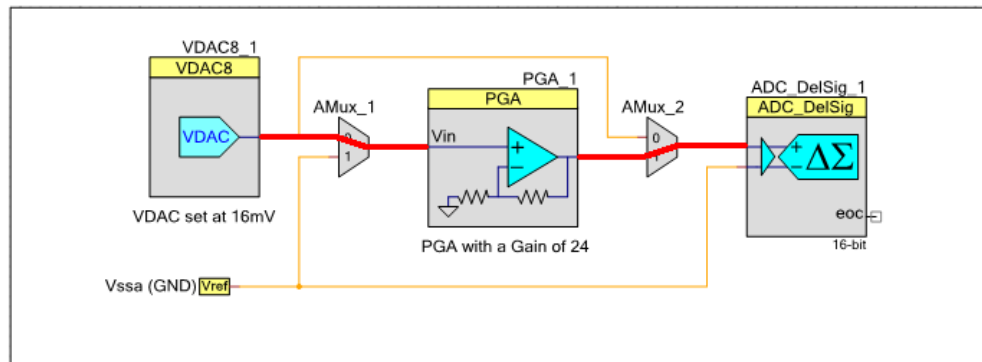 VDAC8_1
VDAC8
VDAC
VDAC set at 16mV
AMux_1
0
1
PGA_1
PGA
Vin
+
−
PGA with a Gain of 24
AMux_2
0
1
ADC_DelSig_1
ADC_DelSig
+
−
ΔΣ
eoc
16-bit
Vssa (GND) Vref